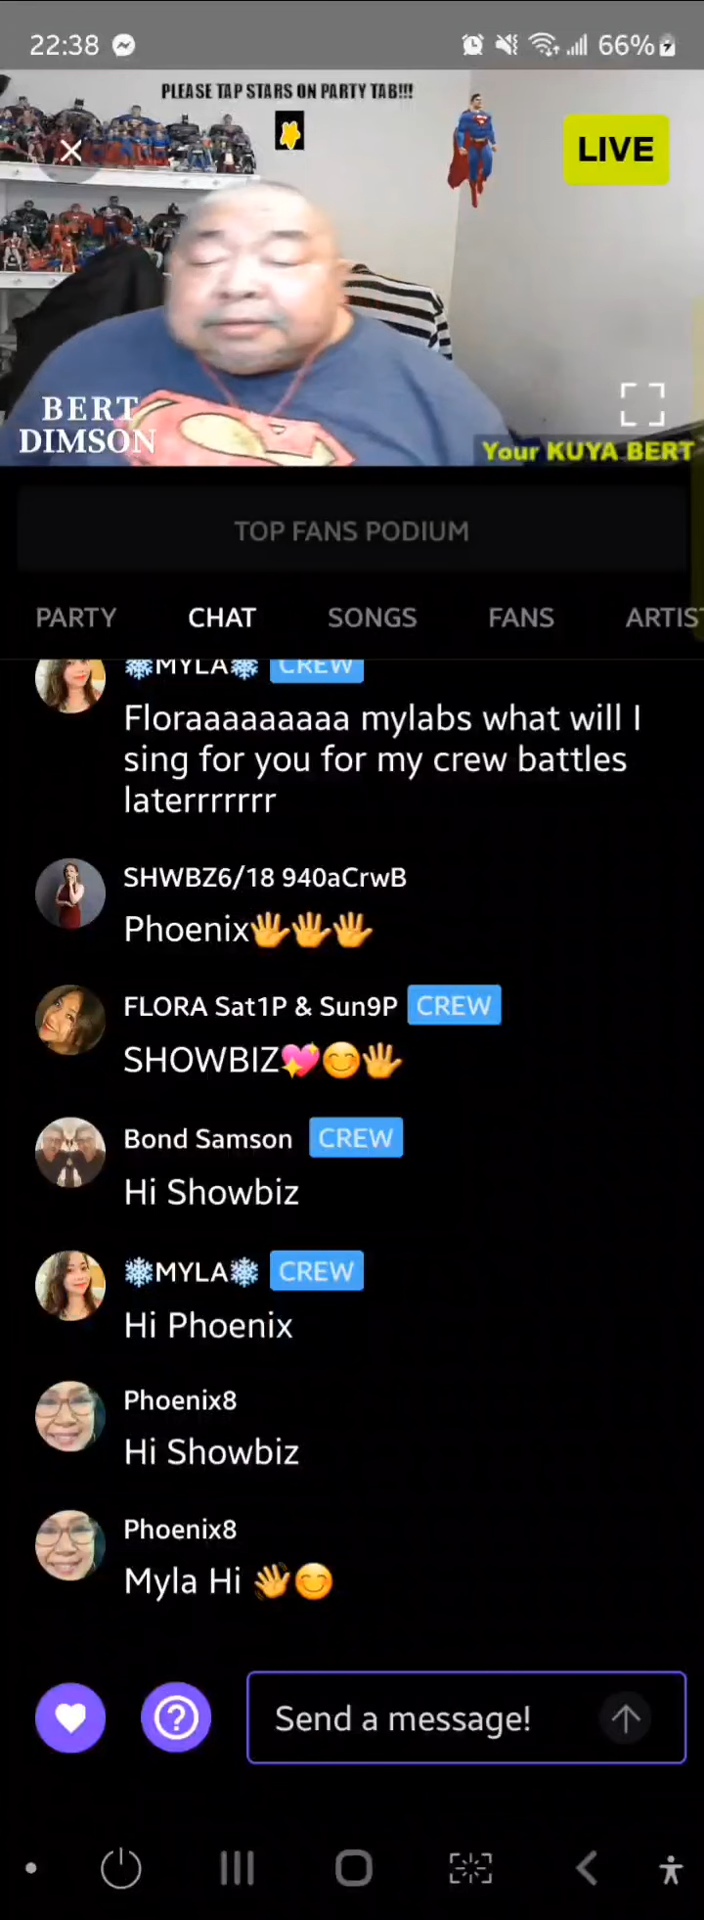 22:38
66%
PLEASE TAP STARS ON PARTY TAB!!!
LIVE
BERT
DIMSON
Your KUYA BERT
TOP FANS PODIUM
PARTY CHAT SONGS FANS ARTIS
❄MYLA❄ CREW
Floraaaaaaaaa mylabs what will I
sing for you for my crew battles
laterrrrrrr
SHWBZ6/18 940aCrwB
Phoenix👋👋👋
FLORA Sat1P & Sun9P CREW
SHOWBIZ💖😊👋
Bond Samson CREW
Hi Showbiz
❄MYLA❄ CREW
Hi Phoenix
Phoenix8
Hi Showbiz
Phoenix8
Myla Hi 👋😊
Send a message!